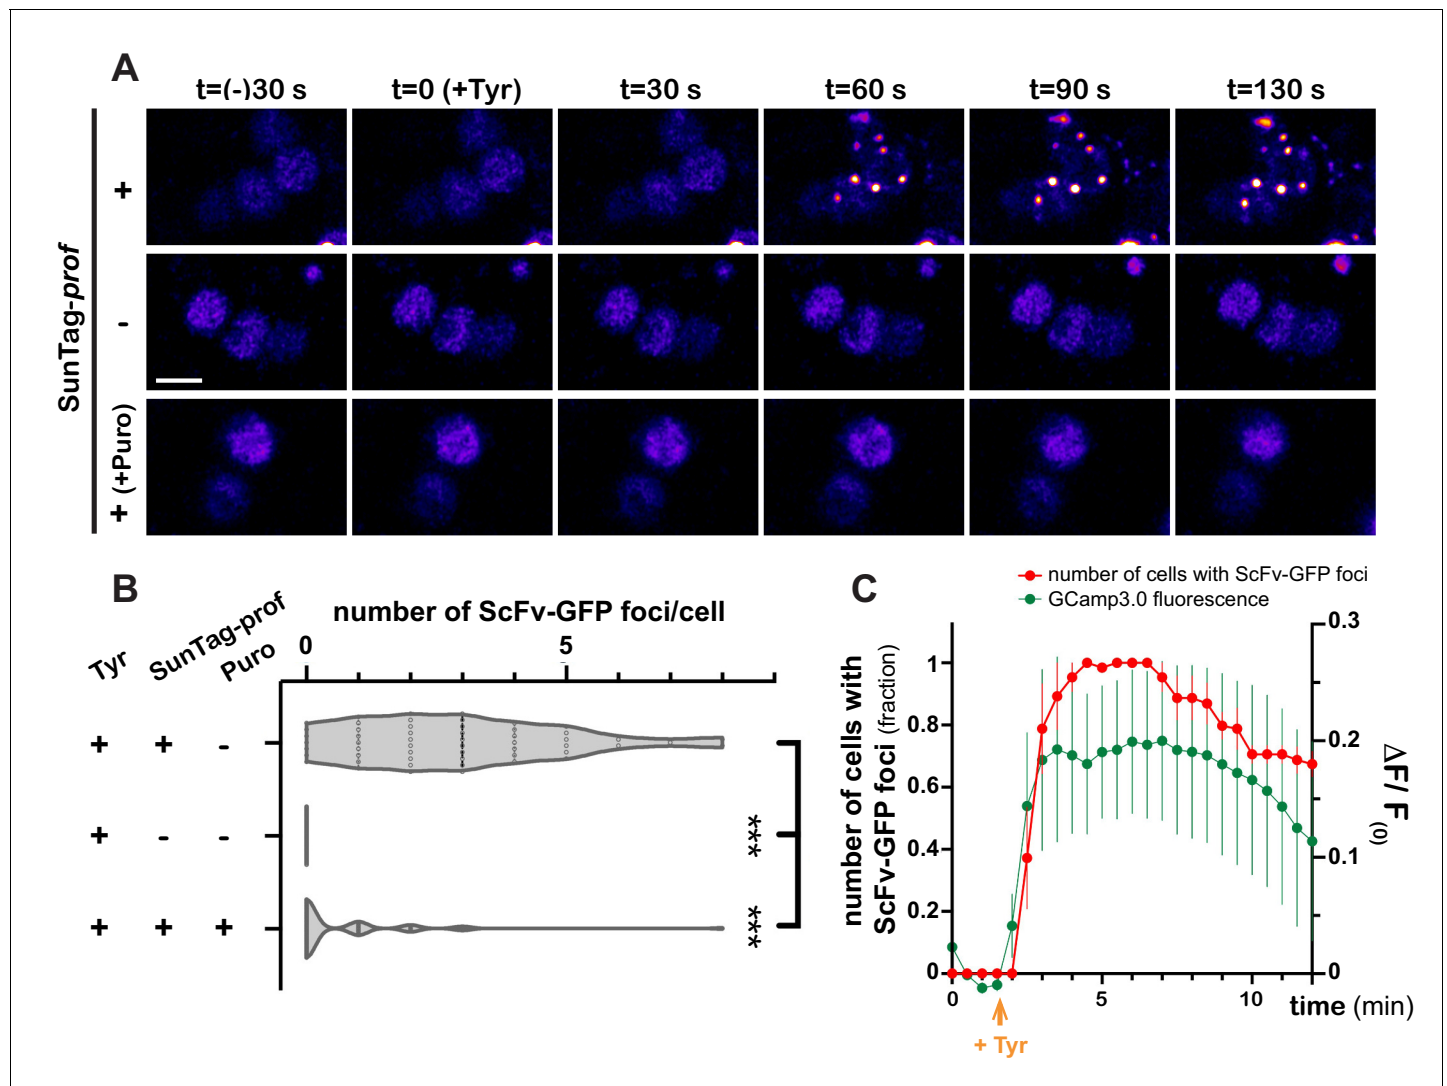 A
t=(-)30 s t=0 (+Tyr) t=30 s t=60 s t=90 s t=130 s
SunTag-prof
+
-
+ (+Puro)
B
number of ScFv-GFP foci/cell
Tyr SunTag-prof Puro
0 5
+ + -
+ - - ***
+ + + ***
C
number of cells with ScFv-GFP foci
GCamp3.0 fluorescence
number of cells with
ScFv-GFP foci (fraction)
1
0.8
0.6
0.4
0.2
0
0.3
0.2
0.1
0
ΔF/ F(0)
0 5 10 time (min)
+ Tyr